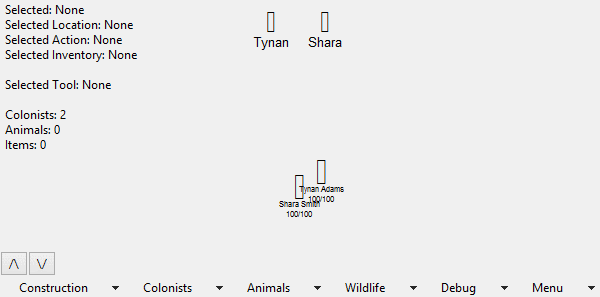 Selected: None
Selected Location: None
Selected Action: None
Selected Inventory: None
Selected Tool: None
Colonists: 2
Animals: 0
Items: 0
Tynan
Shara
Tynan Adams
100/100
Shara Smith
100/100
/\
\/
Construction
Colonists
Animals
Wildlife
Debug
Menu